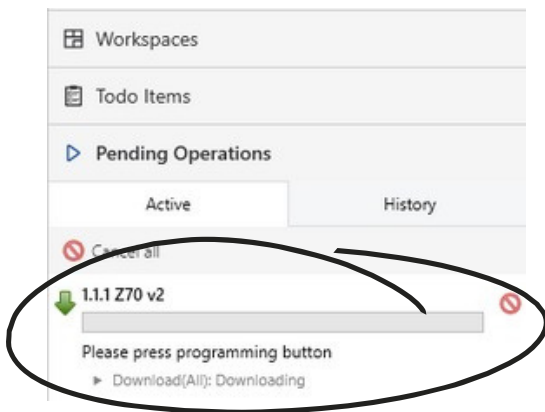 Workspaces
Todo Items
Pending Operations
Active History
Cancel all
1.1.1 Z70 v2
Please press programming button
Download(All): Downloading